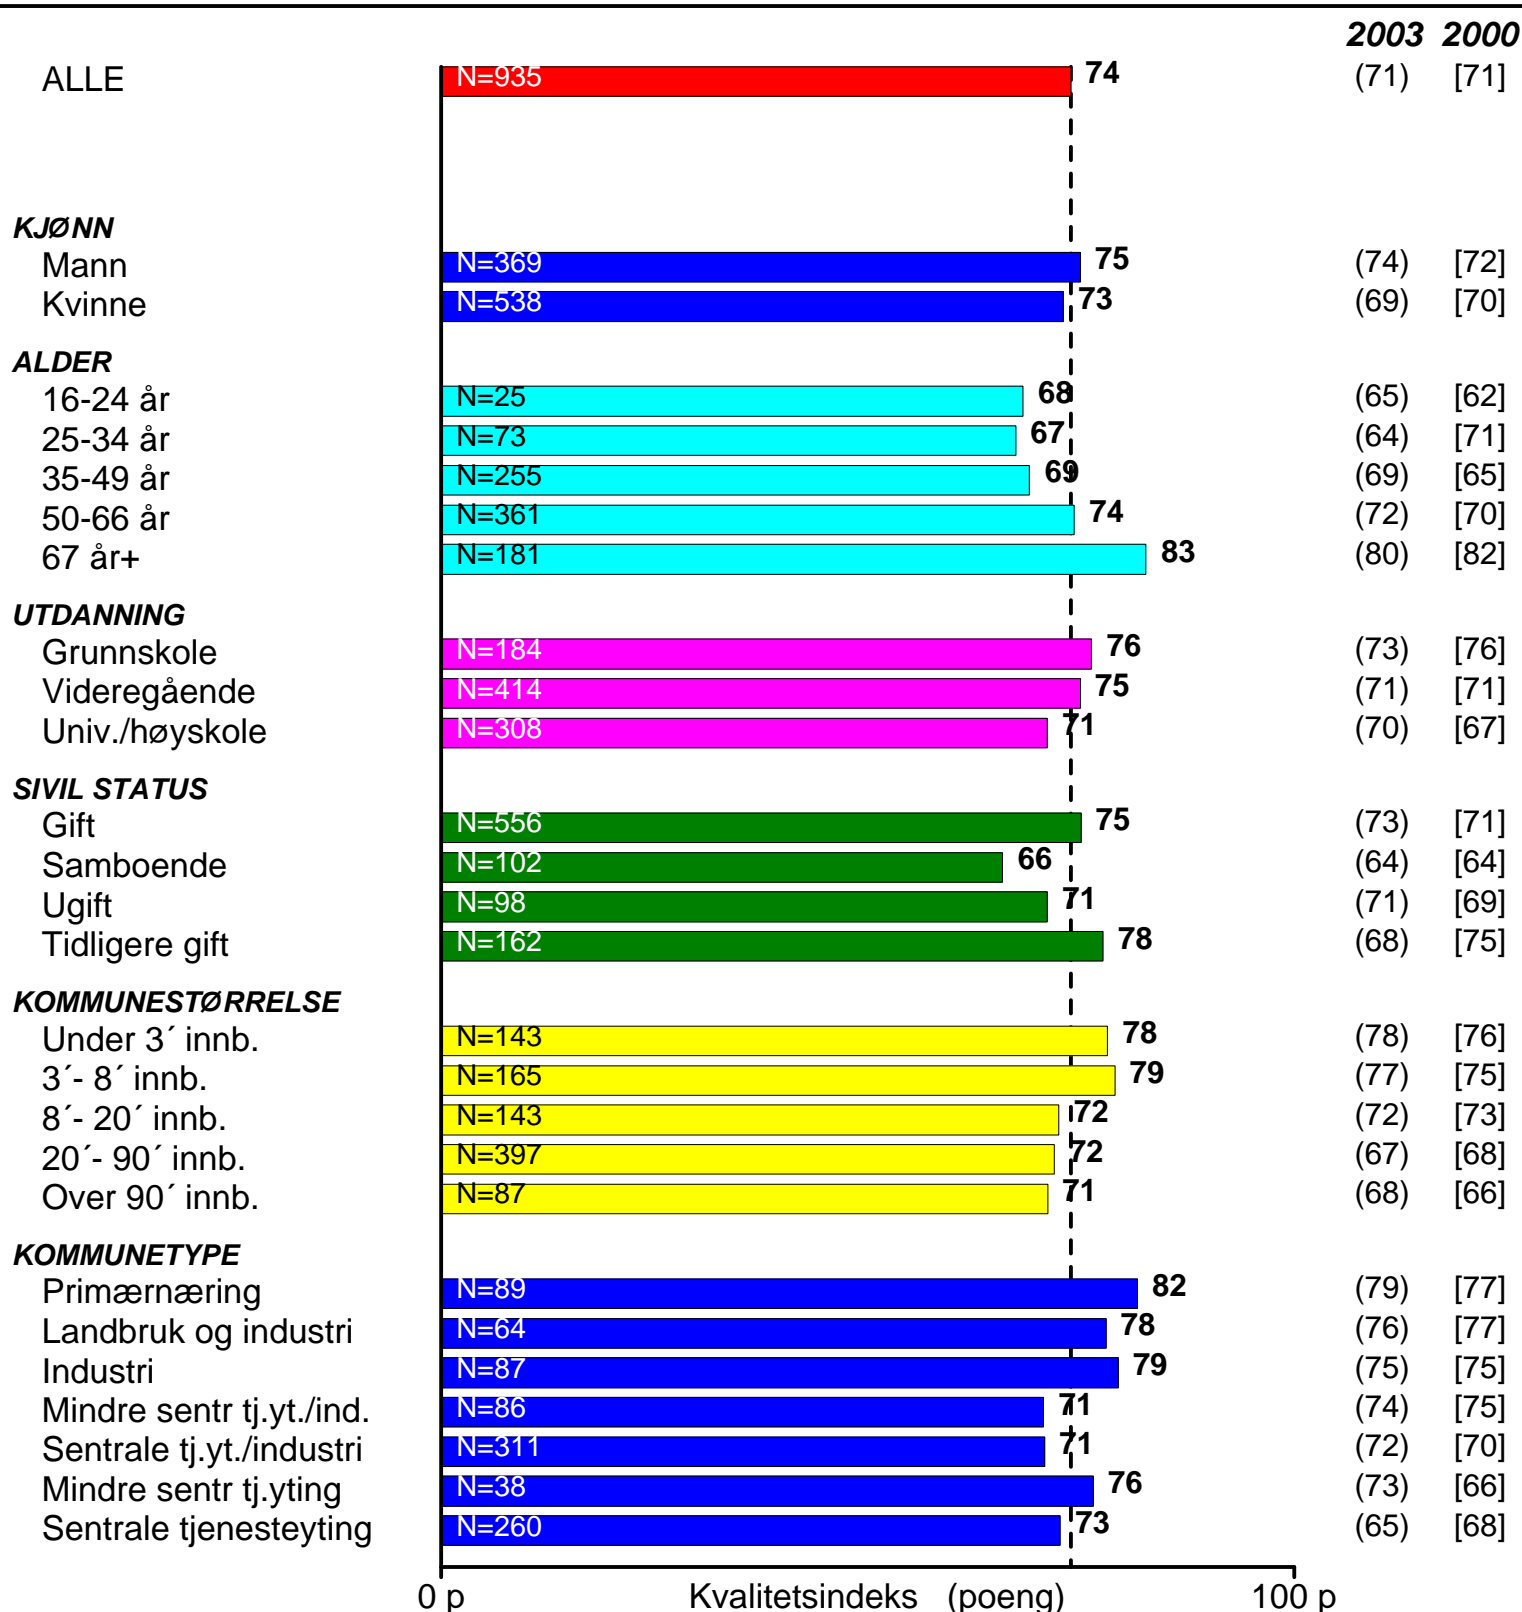 2003 2000
ALLE N=935 74 (71) [71]
KJØNN
Mann N=369 75 (74) [72]
Kvinne N=538 73 (69) [70]
ALDER
16-24 år N=25 68 (65) [62]
25-34 år N=73 67 (64) [71]
35-49 år N=255 69 (69) [65]
50-66 år N=361 74 (72) [70]
67 år+ N=181 83 (80) [82]
UTDANNING
Grunnskole N=184 76 (73) [76]
Videregående N=414 75 (71) [71]
Univ./høyskole N=308 71 (70) [67]
SIVIL STATUS
Gift N=556 75 (73) [71]
Samboende N=102 66 (64) [64]
Ugift N=98 71 (71) [69]
Tidligere gift N=162 78 (68) [75]
KOMMUNESTØRRELSE
Under 3´ innb. N=143 78 (78) [76]
3´- 8´ innb. N=165 79 (77) [75]
8´- 20´ innb. N=143 72 (72) [73]
20´- 90´ innb. N=397 72 (67) [68]
Over 90´ innb. N=87 71 (68) [66]
KOMMUNETYPE
Primærnæring N=89 82 (79) [77]
Landbruk og industri N=64 78 (76) [77]
Industri N=87 79 (75) [75]
Mindre sentr tj.yt./ind. N=86 71 (74) [75]
Sentrale tj.yt./industri N=311 71 (72) [70]
Mindre sentr tj.yting N=38 76 (73) [66]
Sentrale tjenesteyting N=260 73 (65) [68]
0 p Kvalitetsindeks (poeng) 100 p